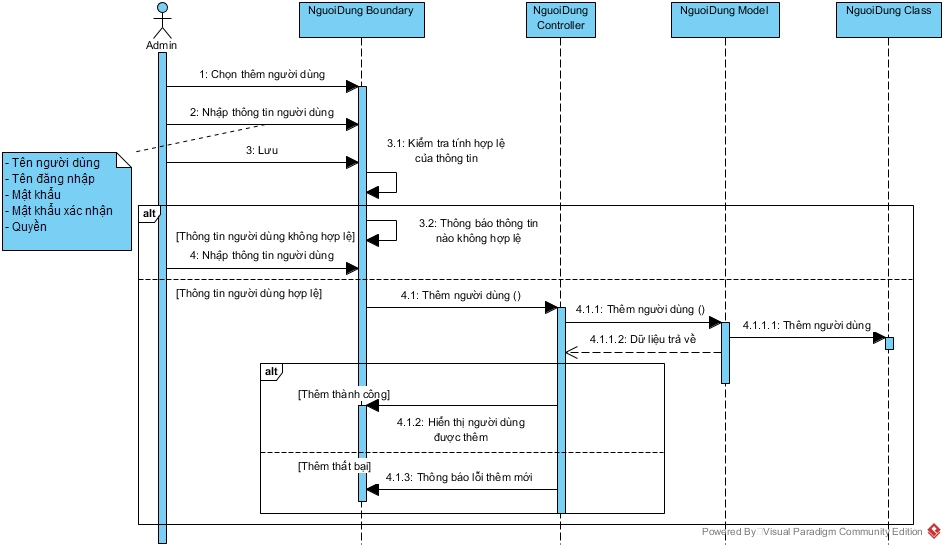 Admin
NguoiDung Boundary
NguoiDung
Controller
NguoiDung Model
NguoiDung Class
1: Chọn thêm người dùng
2: Nhập thông tin người dùng
3: Lưu
3.1: Kiểm tra tính hợp lệ
của thông tin
- Tên người dùng
- Tên đăng nhập
- Mật khẩu
- Mật khẩu xác nhận
- Quyền
alt
3.2: Thông báo thông tin
nào không hợp lệ
[Thông tin người dùng không hợp lệ]
4: Nhập thông tin người dùng
[Thông tin người dùng hợp lệ]
4.1: Thêm người dùng ()
4.1.1: Thêm người dùng ()
4.1.1.1: Thêm người dùng
4.1.1.2: Dữ liệu trả về
alt
[Thêm thành công]
4.1.2: Hiển thị người dùng
được thêm
[Thêm thất bại]
4.1.3: Thông báo lỗi thêm mới
Powered By Visual Paradigm Community Edition